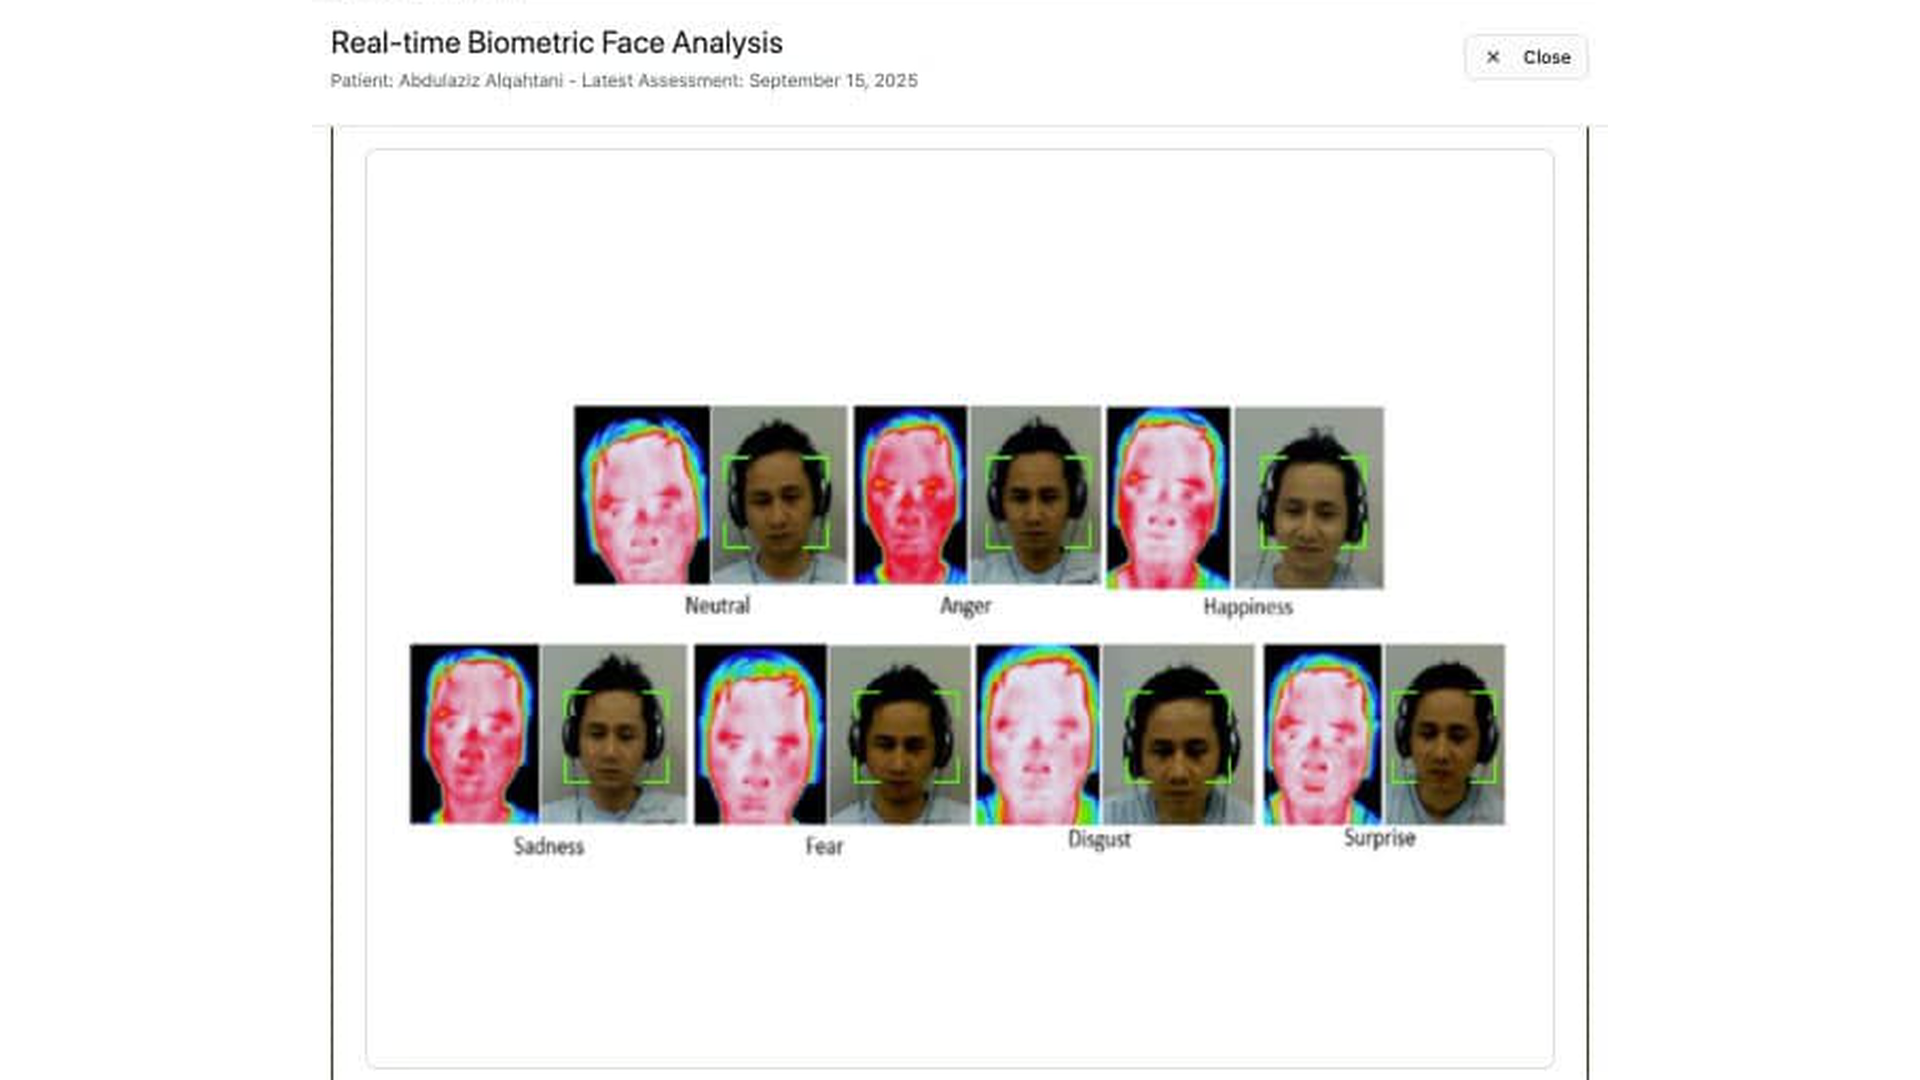 Real-time Biometric Face Analysis
Patient: Abdulaziz Alqahtani - Latest Assessment: September 15, 2025
× Close
Neutral
Anger
Happiness
Sadness
Fear
Disgust
Surprise